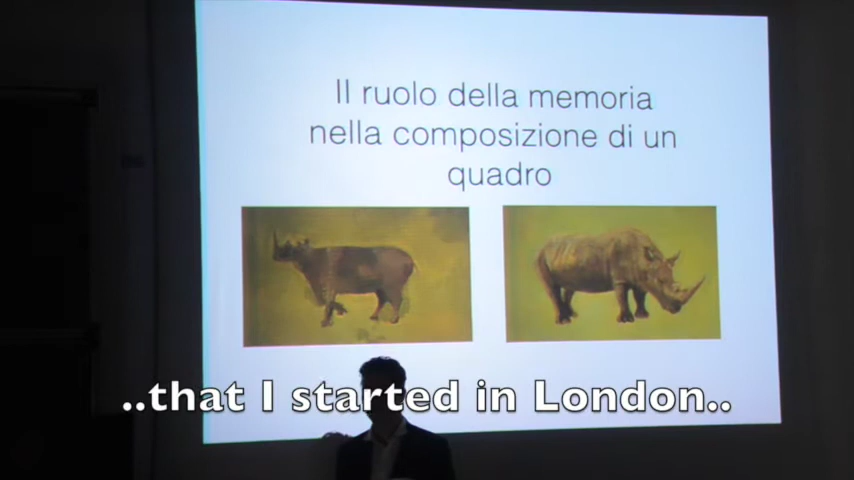 Il ruolo della memoria
nella composizione di un
quadro
..that I started in London..